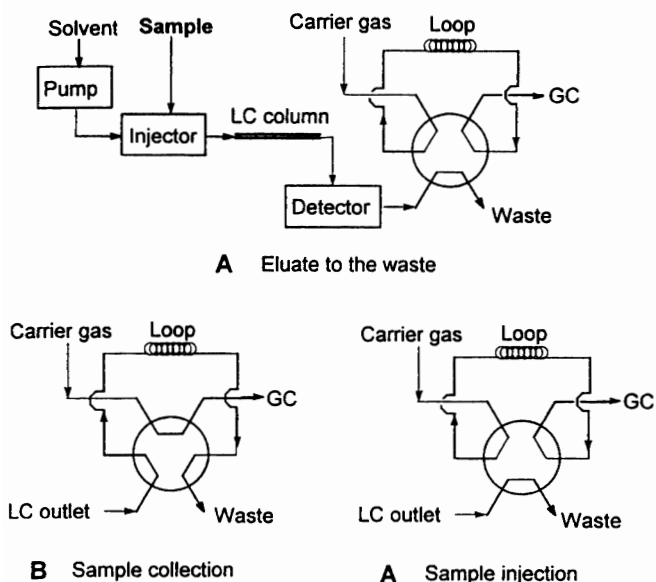 Solvent
Sample
Carrier gas
Loop
Pump
LC column
GC
Injector
Detector
Waste
A Eluate to the waste
Carrier gas
Loop
GC
LC outlet
Waste
B Sample collection
Carrier gas
Loop
GC
LC outlet
Waste
A Sample injection